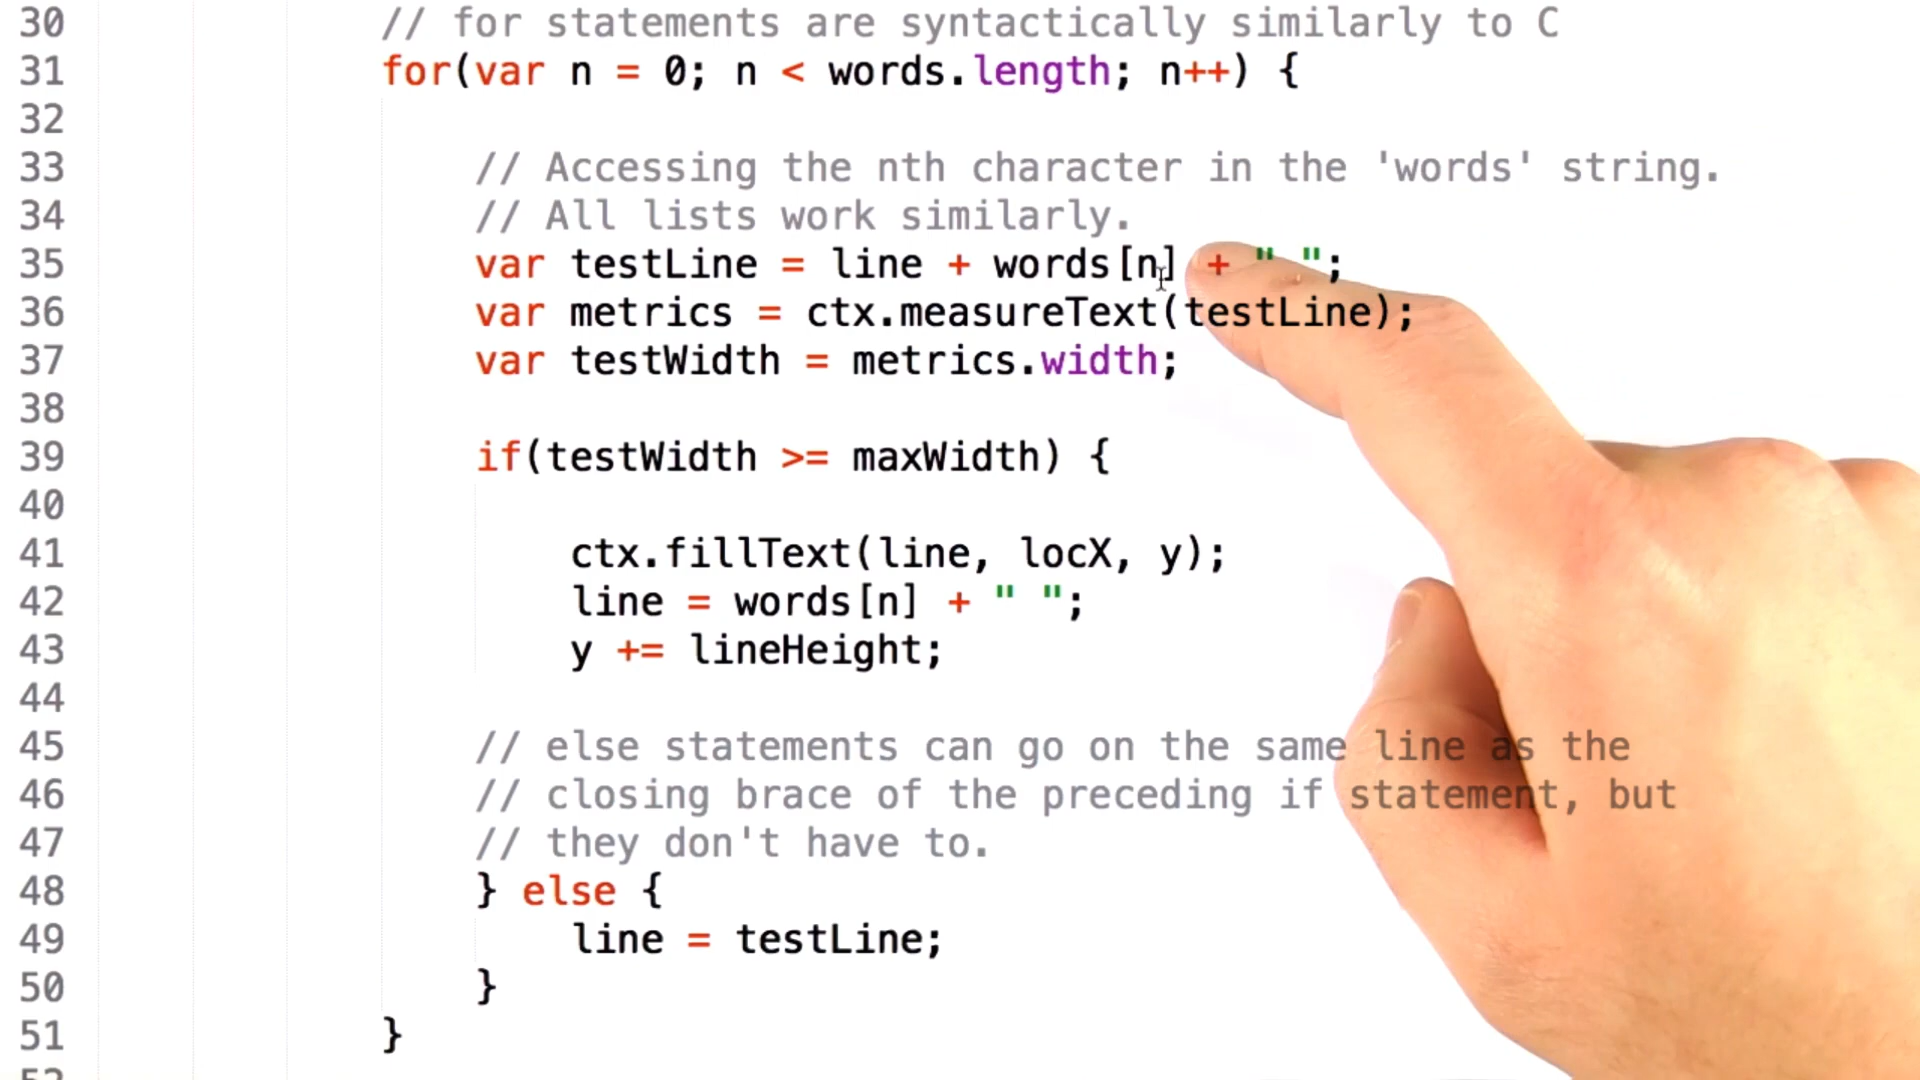 30 // for statements are syntactically similarly to C
31 for(var n = 0; n < words.length; n++) {
32
33 // Accessing the nth character in the 'words' string.
34 // All lists work similarly.
35 var testLine = line + words[n] + " ";
36 var metrics = ctx.measureText(testLine);
37 var testWidth = metrics.width;
38
39 if(testWidth >= maxWidth) {
40
41 ctx.fillText(line, locX, y);
42 line = words[n] + " ";
43 y += lineHeight;
44
45 // else statements can go on the same line as the
46 // closing brace of the preceding if statement, but
47 // they don't have to.
48 } else {
49 line = testLine;
50 }
51 }